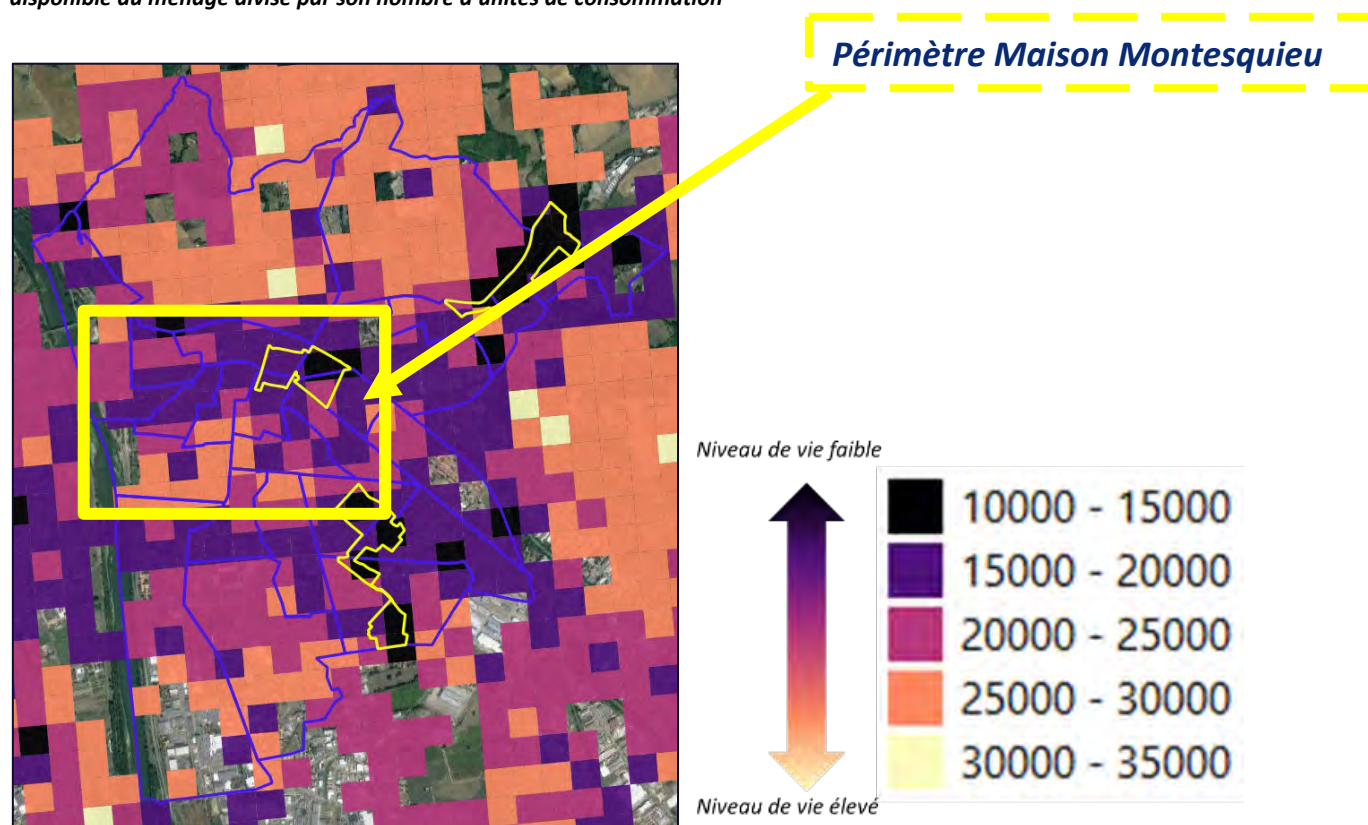 disponible du ménage divisé par son nombre d'unités de consommation
Périmètre Maison Montesquieu
Niveau de vie faible
10000 - 15000
15000 - 20000
20000 - 25000
25000 - 30000
30000 - 35000
Niveau de vie élevé